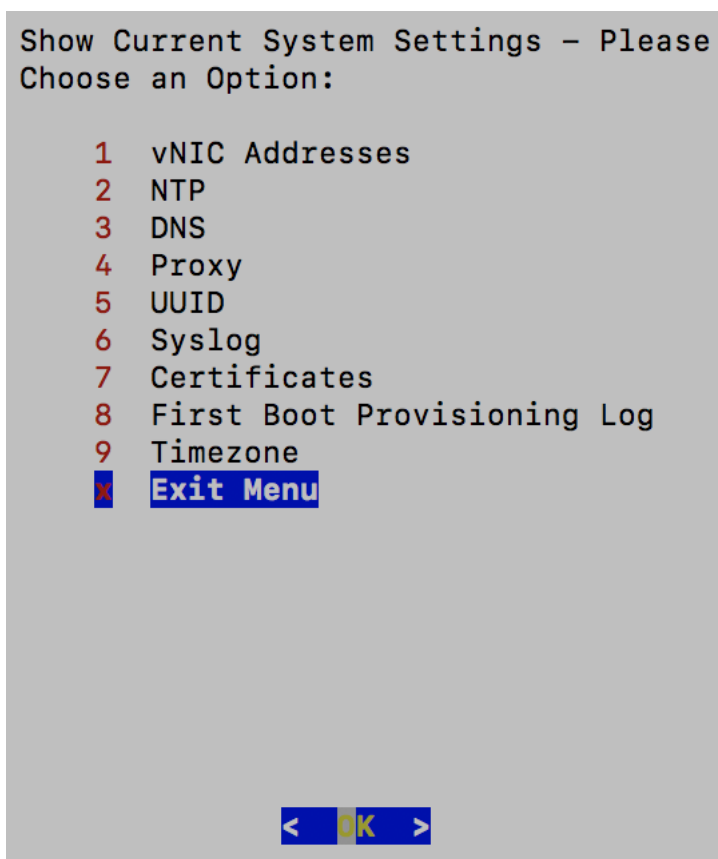 Show Current System Settings – Please
Choose an Option:
1 vNIC Addresses
2 NTP
3 DNS
4 Proxy
5 UUID
6 Syslog
7 Certificates
8 First Boot Provisioning Log
9 Timezone
x Exit Menu
< OK >